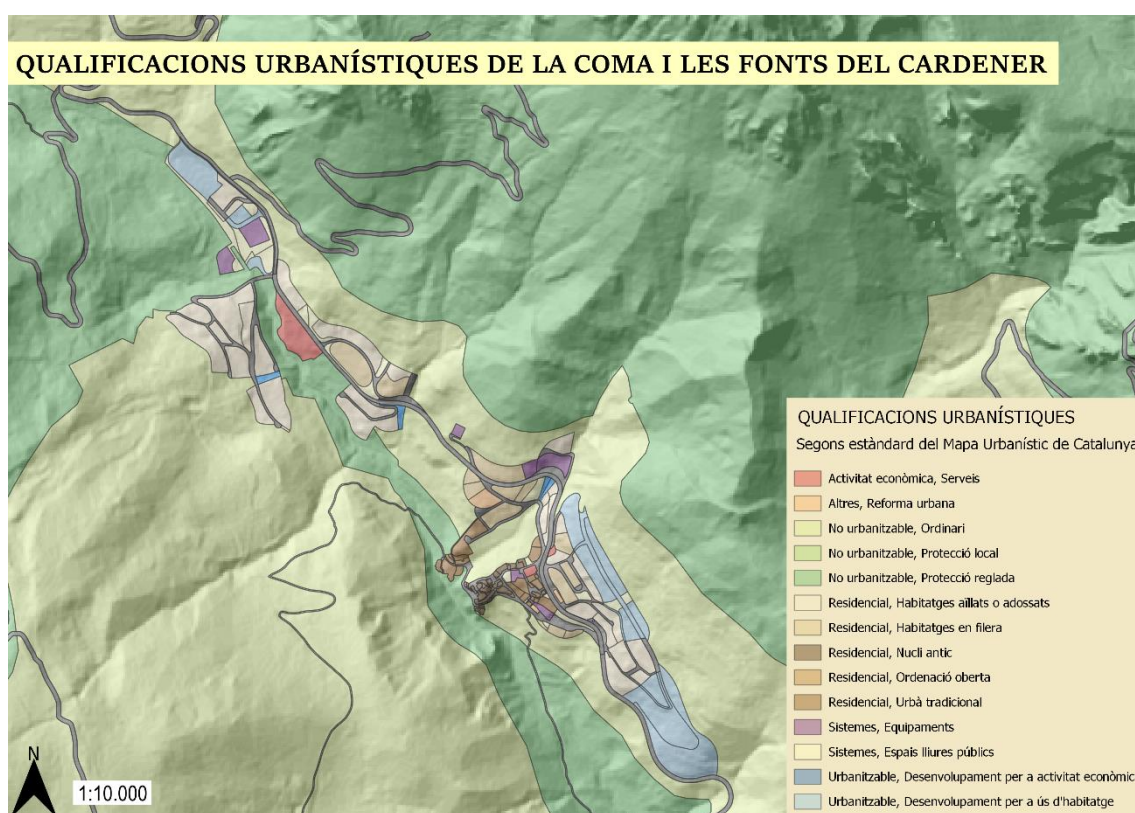 QUALIFICACIONS URBANÍSTIQUES DE LA COMA I LES FONTS DEL CARDENER
QUALIFICACIONS URBANÍSTIQUES
Segons estàndard del Mapa Urbanístic de Catalunya
Activitat econòmica, Serveis
Altres, Reforma urbana
No urbanitzable, Ordinari
No urbanitzable, Protecció local
No urbanitzable, Protecció reglada
Residencial, Habitatges aïllats o adossats
Residencial, Habitatges en filera
Residencial, Nucli antic
Residencial, Ordenació oberta
Residencial, Urbà tradicional
Sistemes, Equipaments
Sistemes, Espais lliures públics
Urbanitzable, Desenvolupament per a activitat econòmic
Urbanitzable, Desenvolupament per a ús d'habitatge
N
1:10.000